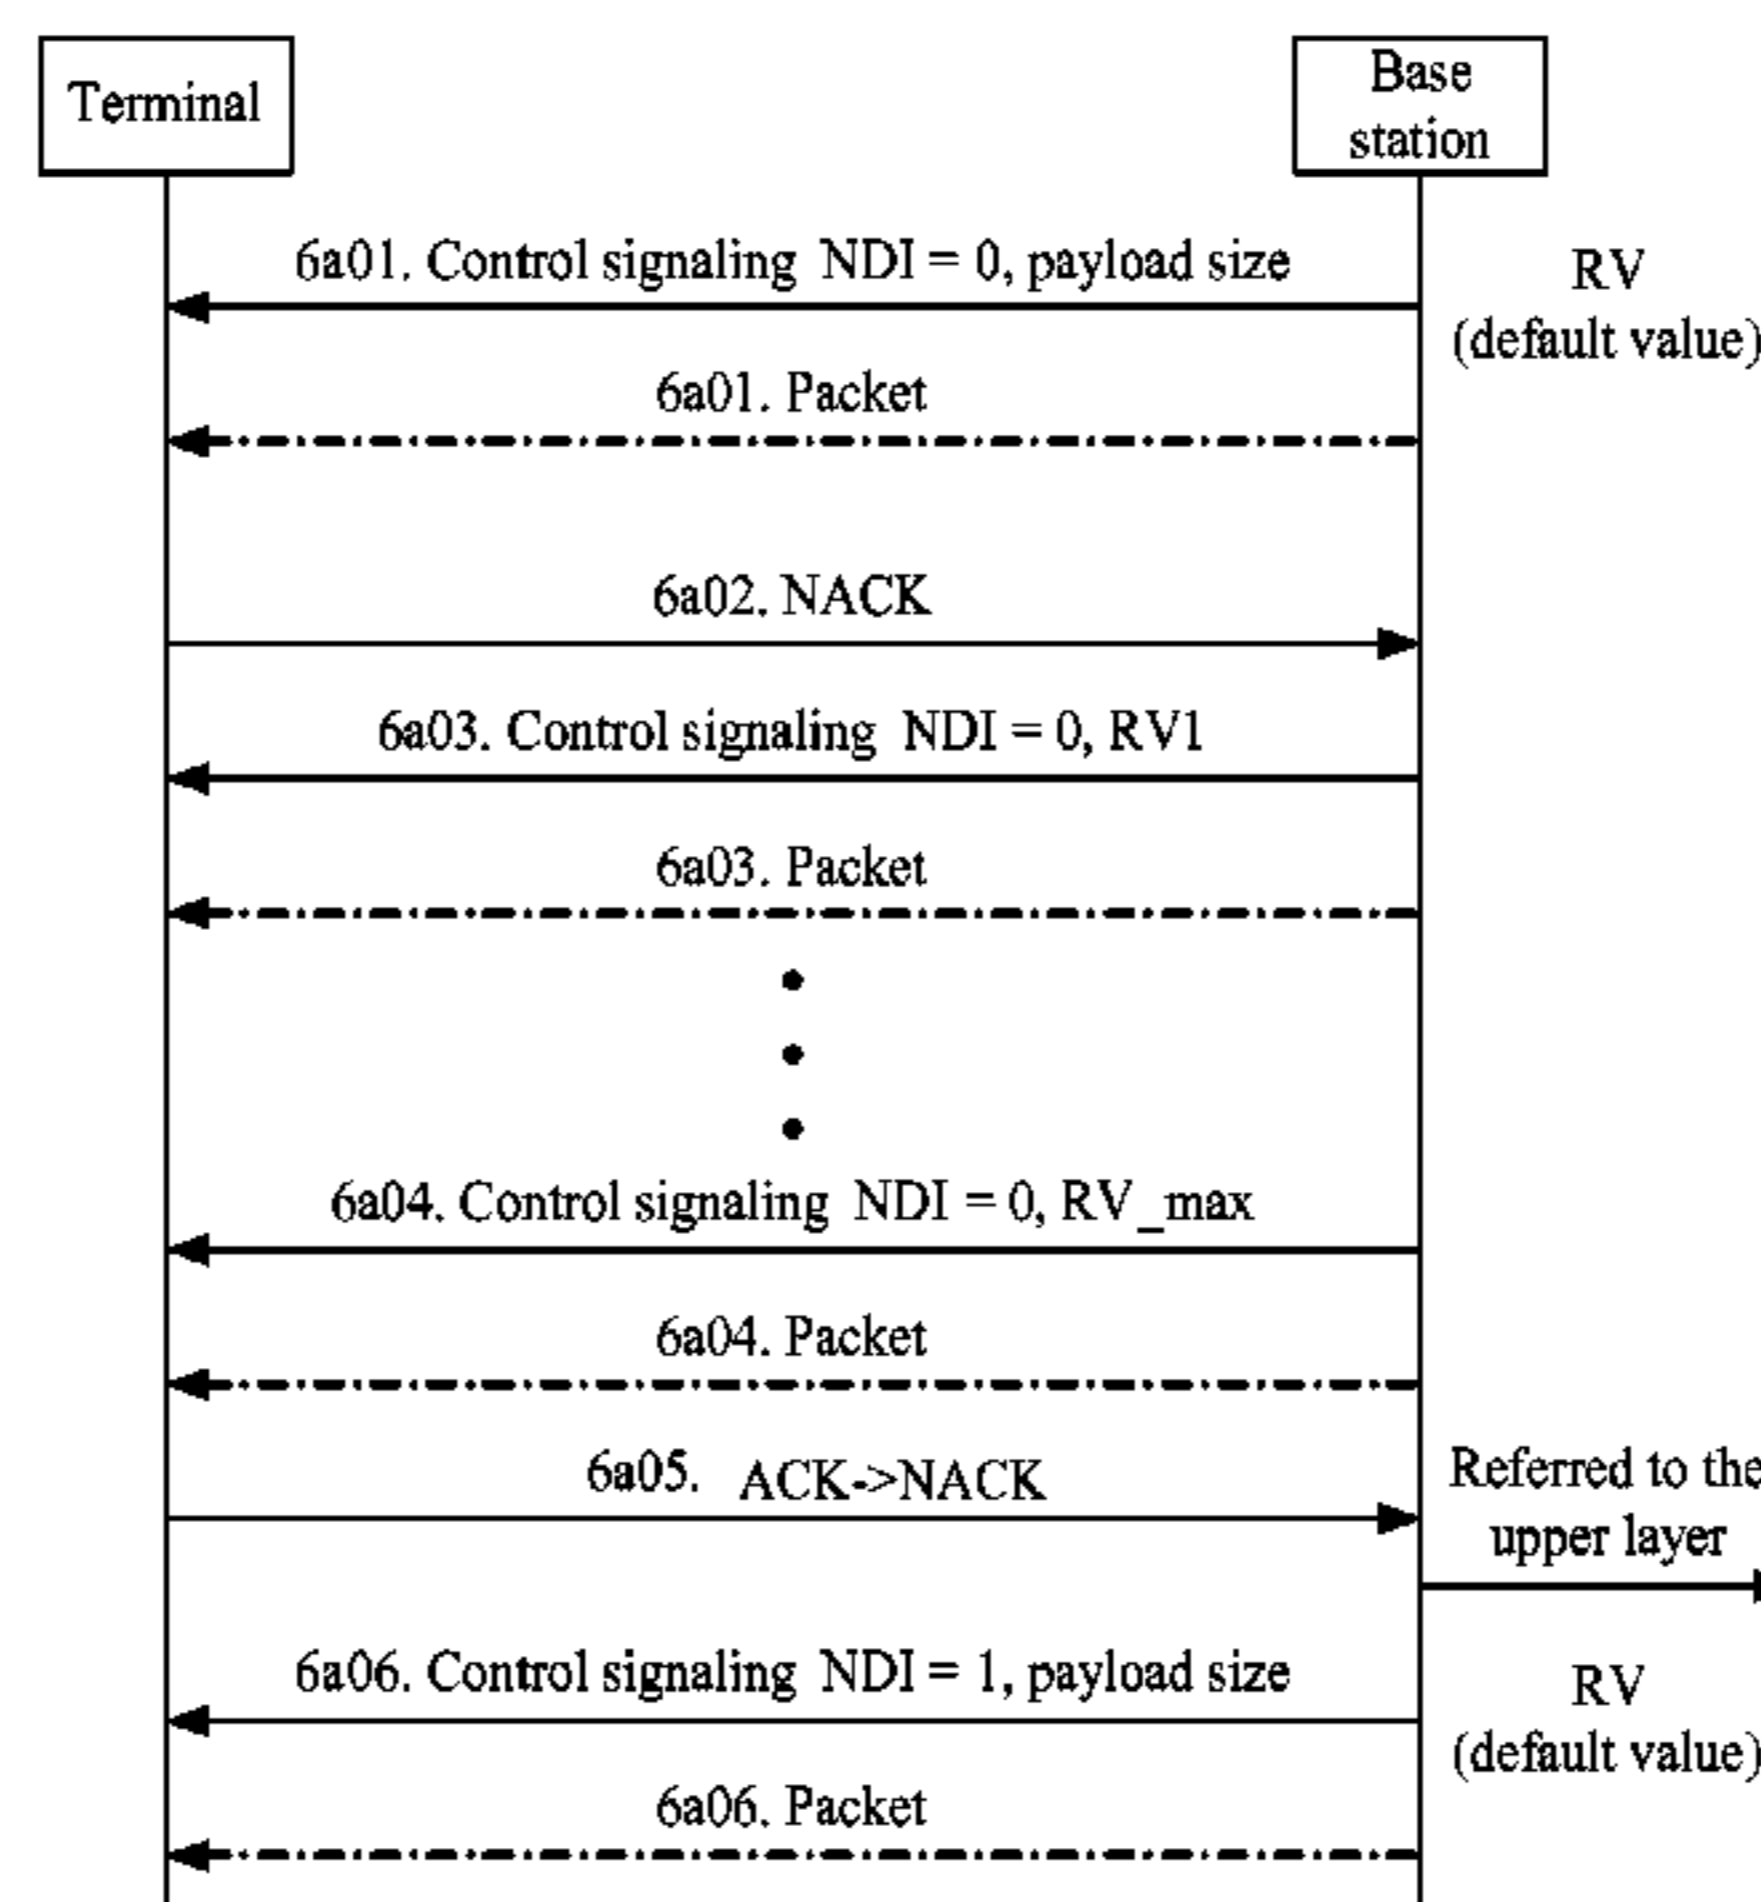 Terminal
Base
station
6a01. Control signaling NDI = 0, payload size
RV
(default value)
6a01. Packet
6a02. NACK
6a03. Control signaling NDI = 0, RV1
6a03. Packet
6a04. Control signaling NDI = 0, RV_max
6a04. Packet
6a05. ACK->NACK
Referred to the
upper layer
6a06. Control signaling NDI = 1, payload size
RV
(default value)
6a06. Packet